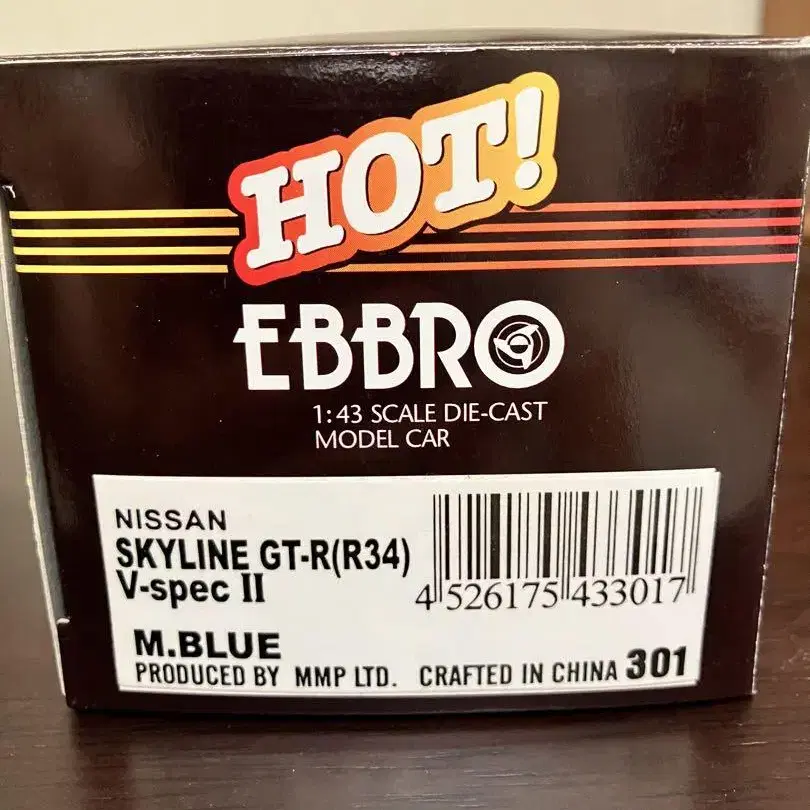 HOT!
EBBRO
1:43 SCALE DIE-CAST
MODEL CAR
NISSAN
SKYLINE GT-R(R34)
V-spec II
4 526175 433017
M.BLUE
PRODUCED BY MMP LTD. CRAFTED IN CHINA 301